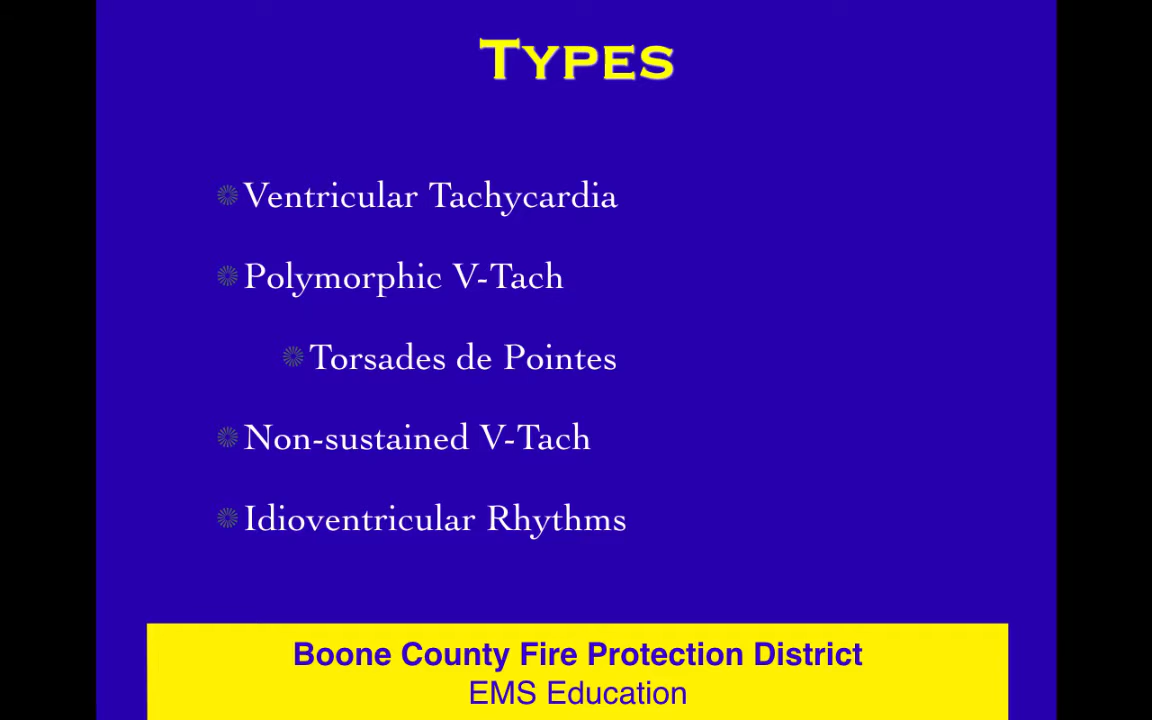 Types
Ventricular Tachycardia
Polymorphic V-Tach
Torsades de Pointes
Non-sustained V-Tach
Idioventricular Rhythms
Boone County Fire Protection District
EMS Education